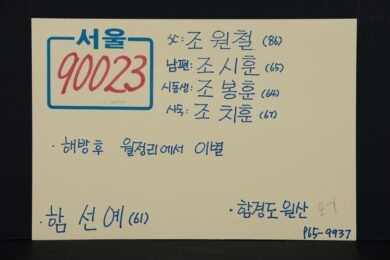 서울
90023
父: 조원철 (86)
남편: 조시훈 (65)
시동생: 조봉훈 (64)
시숙: 조치훈 (67)
· 해방후 월정리에서 이별
· 함선예 (61)
· 함경도 원산
965-9937